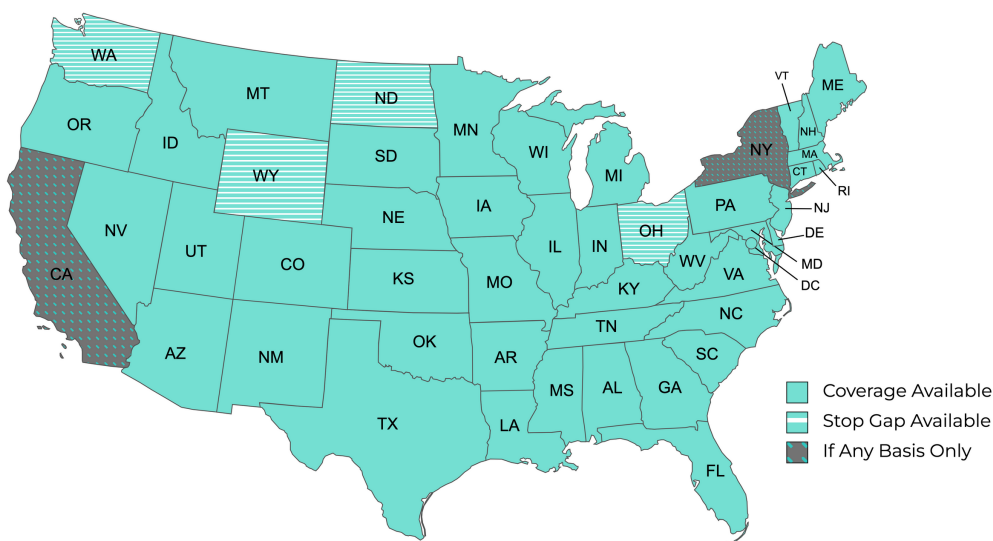 WA
MT
ND
MN
VT
ME
OR
ID
SD
WI
MI
NY
NH
MA
CT
RI
WY
NE
IA
PA
NJ
NV
UT
CO
IL
IN
OH
DE
MD
DC
CA
KS
MO
WV
VA
KY
AZ
NM
OK
AR
TN
NC
SC
MS
AL
GA
TX
LA
FL
Coverage Available
Stop Gap Available
If Any Basis Only